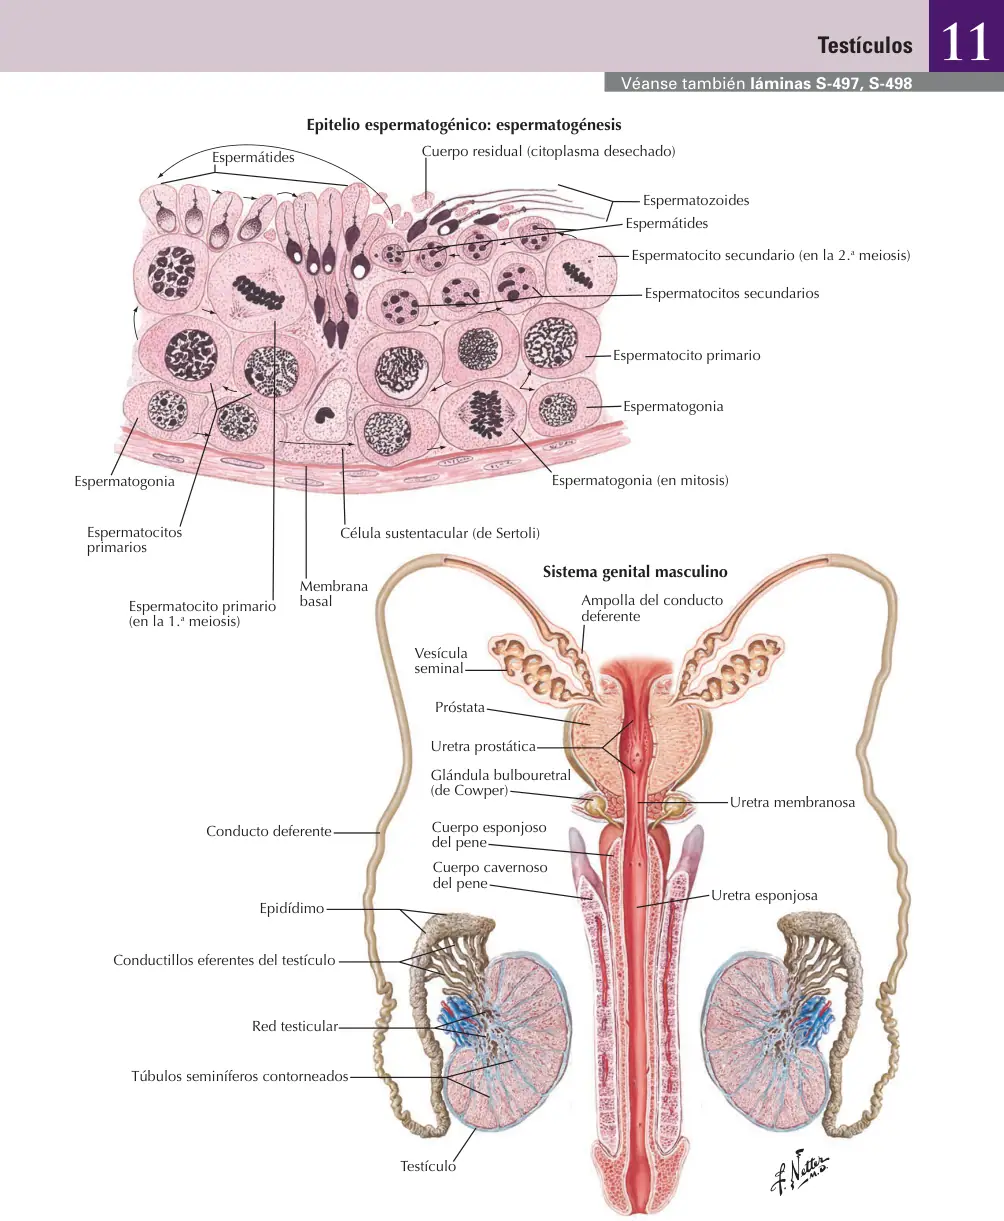 Testículos
11
Véanse también láminas S-497, S-498
Epitelio espermatogénico: espermatogénesis
Espermátides
Cuerpo residual (citoplasma desechado)
Espermatozoides
Espermátides
Espermatocito secundario (en la 2.ª meiosis)
Espermatocitos secundarios
Espermatocito primario
Espermatogonia
Espermatogonia
Espermatogonia (en mitosis)
Espermatocitos
primarios
Célula sustentacular (de Sertoli)
Membrana
basal
Espermatocito primario
(en la 1.ª meiosis)
Sistema genital masculino
Ampolla del conducto
deferente
Vesícula
seminal
Próstata
Uretra prostática
Glándula bulbouretral
(de Cowper)
Uretra membranosa
Conducto deferente
Cuerpo esponjoso
del pene
Cuerpo cavernoso
del pene
Uretra esponjosa
Epidídimo
Conductillos eferentes del testículo
Red testicular
Túbulos seminíferos contorneados
Testículo
F. Netter
M.D.